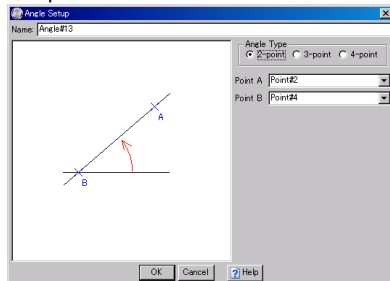 Angle Setup
Name: Angle#13
Angle Type
2-point 3-point 4-point
Point A Point#2
Point B Point#4
A
B
OK Cancel ? Help